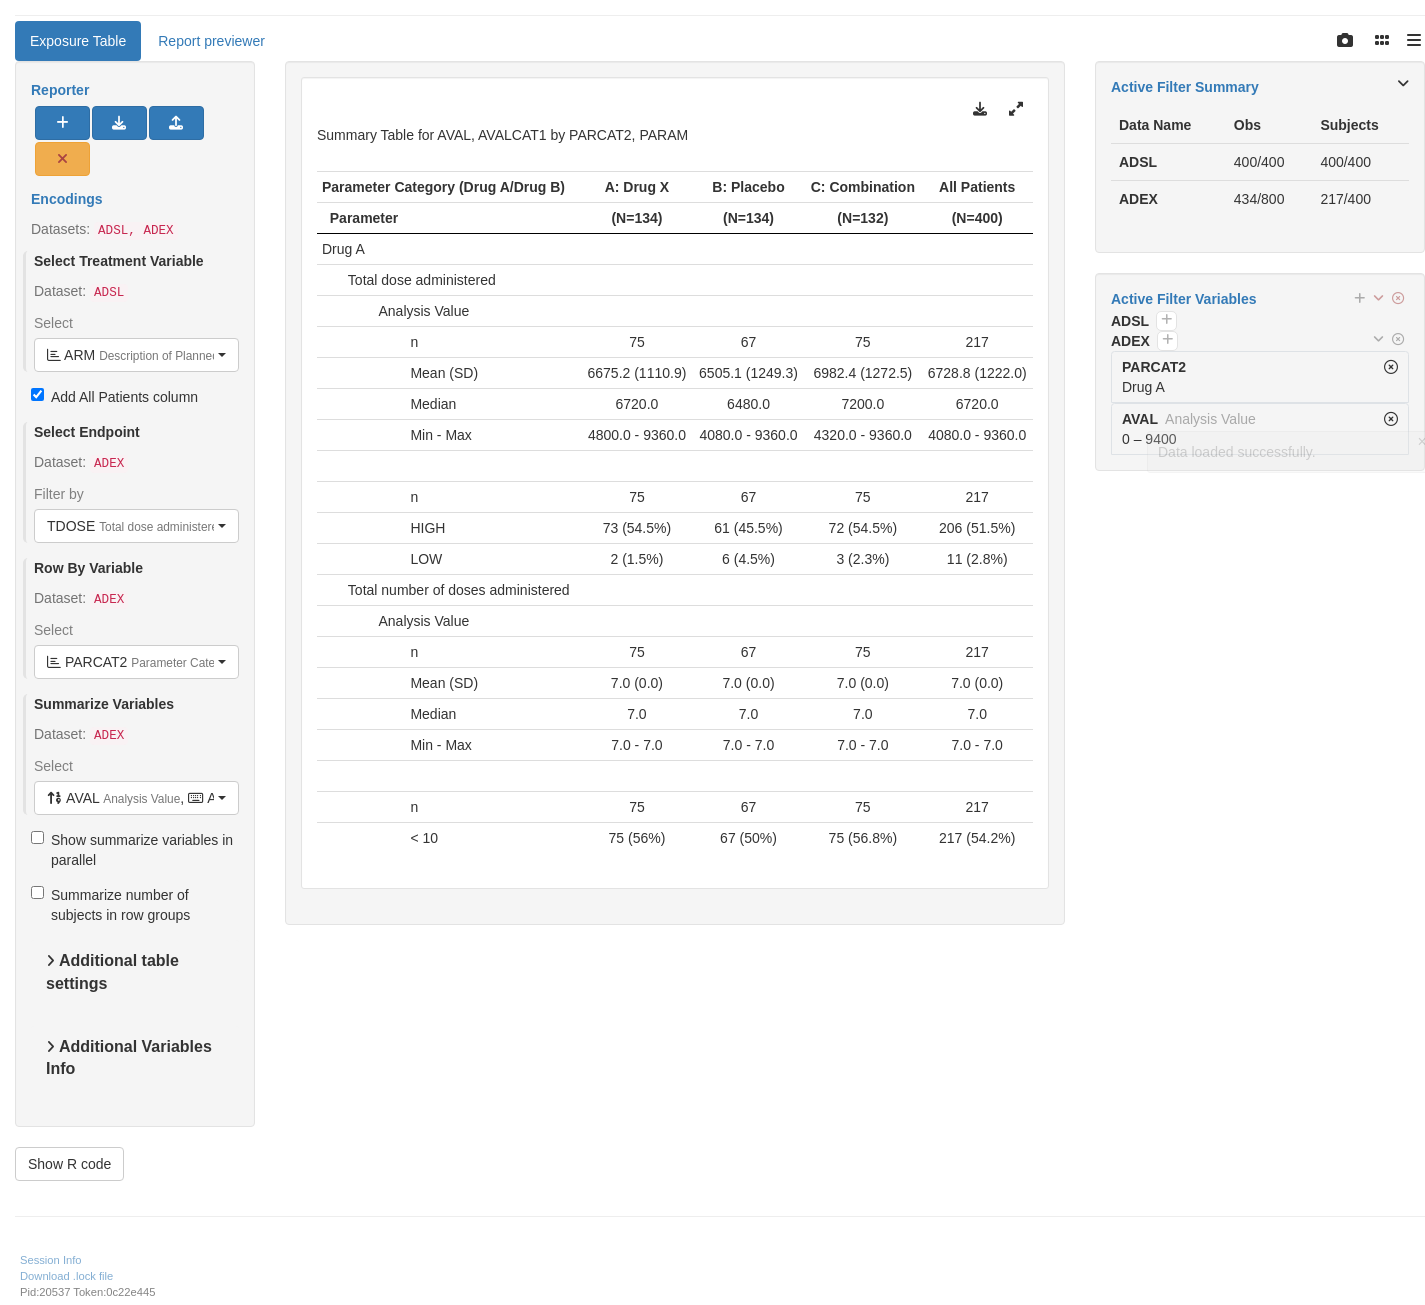 Exposure Table
Report previewer
Reporter
Encodings
Datasets: ADSL, ADEX
Select Treatment Variable
Dataset: ADSL
Select
ARM Description of Planned
Add All Patients column
Select Endpoint
Dataset: ADEX
Filter by
TDOSE Total dose administere
Row By Variable
Dataset: ADEX
Select
PARCAT2 Parameter Cate
Summarize Variables
Dataset: ADEX
Select
AVAL Analysis Value, A
Show summarize variables in
parallel
Summarize number of
subjects in row groups
Additional table
settings
Additional Variables
Info
Show R code
Summary Table for AVAL, AVALCAT1 by PARCAT2, PARAM
Parameter Category (Drug A/Drug B) A: Drug X B: Placebo C: Combination All Patients
Parameter (N=134) (N=134) (N=132) (N=400)
Drug A
Total dose administered
Analysis Value
n 75 67 75 217
Mean (SD) 6675.2 (1110.9) 6505.1 (1249.3) 6982.4 (1272.5) 6728.8 (1222.0)
Median 6720.0 6480.0 7200.0 6720.0
Min - Max 4800.0 - 9360.0 4080.0 - 9360.0 4320.0 - 9360.0 4080.0 - 9360.0
n 75 67 75 217
HIGH 73 (54.5%) 61 (45.5%) 72 (54.5%) 206 (51.5%)
LOW 2 (1.5%) 6 (4.5%) 3 (2.3%) 11 (2.8%)
Total number of doses administered
Analysis Value
n 75 67 75 217
Mean (SD) 7.0 (0.0) 7.0 (0.0) 7.0 (0.0) 7.0 (0.0)
Median 7.0 7.0 7.0 7.0
Min - Max 7.0 - 7.0 7.0 - 7.0 7.0 - 7.0 7.0 - 7.0
n 75 67 75 217
< 10 75 (56%) 67 (50%) 75 (56.8%) 217 (54.2%)
Active Filter Summary
Data Name Obs Subjects
ADSL 400/400 400/400
ADEX 434/800 217/400
Active Filter Variables
ADSL
ADEX
PARCAT2
Drug A
AVAL Analysis Value
0 – 9400
Data loaded successfully.
Session Info
Download .lock file
Pid:20537 Token:0c22e445